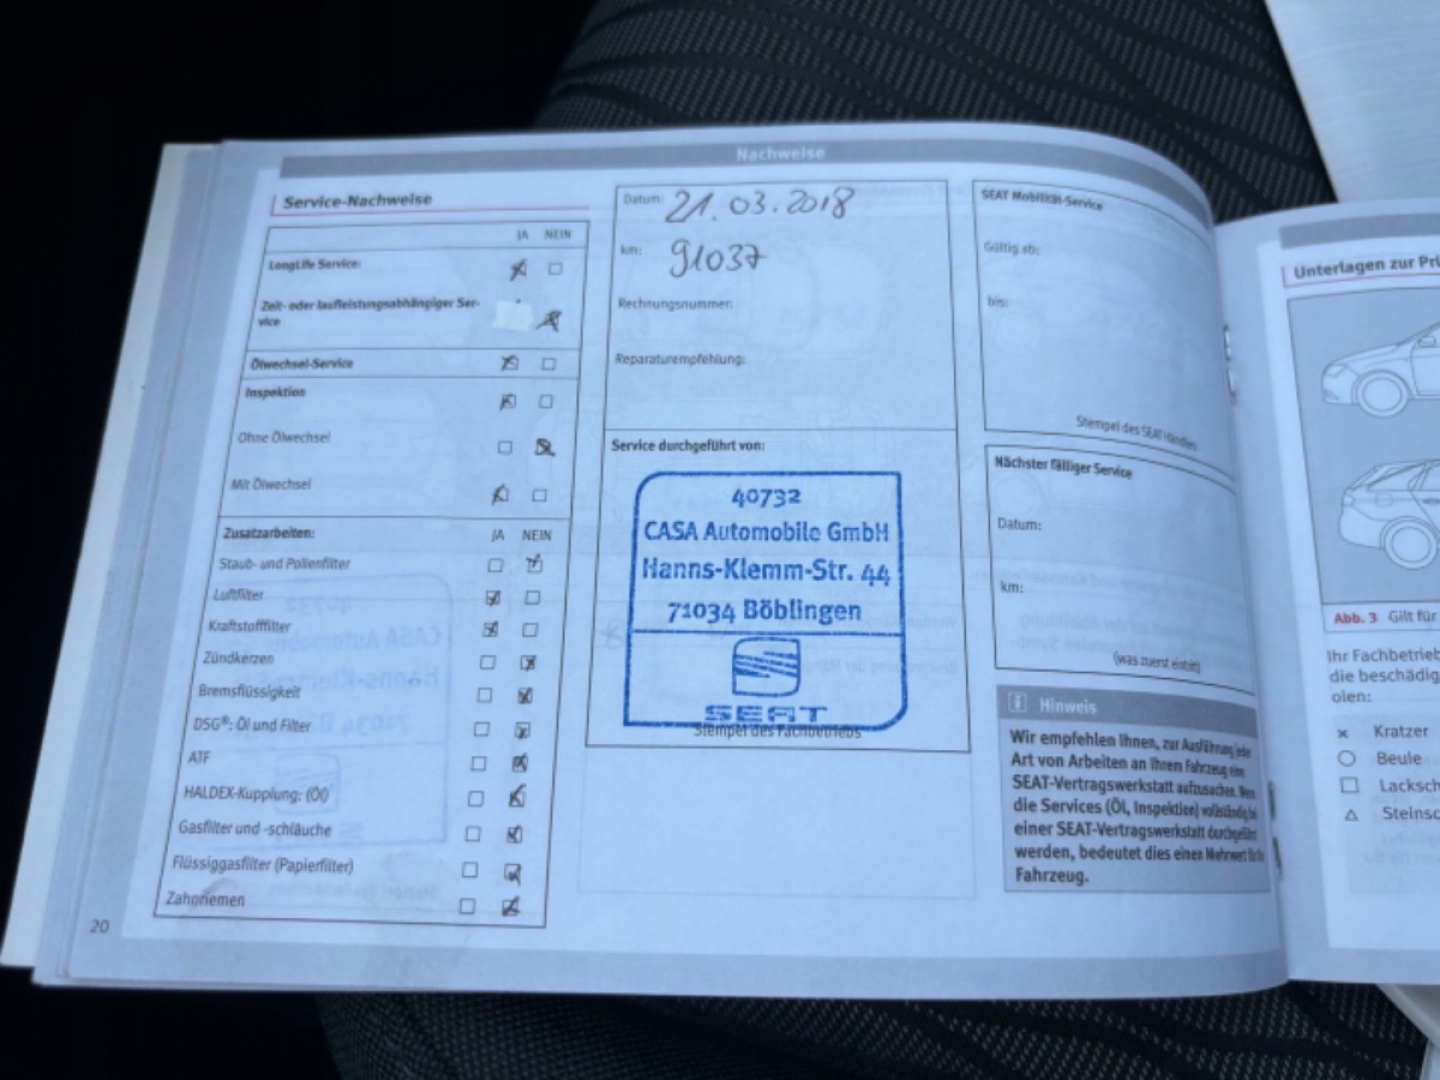 Nachweise
Service-Nachweise
JA NEIN
LongLife Service:
Zeit- oder laufleistungsabhängiger Ser-
vice
Ölwechsel-Service
Inspektion
Ohne Ölwechsel
Mit Ölwechsel
Zusatzarbeiten: JA NEIN
Staub- und Pollenfilter
Luftfilter
Kraftstofffilter
Zündkerzen
Bremsflüssigkeit
DSG®: Öl und Filter
ATF
HALDEX-Kupplung: (Öl)
Gasfilter und -schläuche
Flüssiggasfilter (Papierfilter)
Zahnriemen
20
Datum: 21.03.2018
km: 91037
Rechnungsnummer:
Reparaturempfehlung:
Service durchgeführt von:
40732
CASA Automobile GmbH
Hanns-Klemm-Str. 44
71034 Böblingen
SEAT
Stempel des Fachbetriebs
SEAT Mobilität-Service
Gültig ab:
bis:
Stempel des SEAT Händlers
Nächster fälliger Service
Datum:
km:
(was zuerst eintritt)
i Hinweis
Wir empfehlen Ihnen, zur Ausführung jeder
Art von Arbeiten an Ihrem Fahrzeug eine
SEAT-Vertragswerkstatt aufzusuchen. Wenn
die Services (Öl, Inspektion) vollständig bei
einer SEAT-Vertragswerkstatt durchgeführt
werden, bedeutet dies einen Mehrwert für Ihr
Fahrzeug.
Unterlagen zur Prü
Abb. 3 Gilt für
Ihr Fachbetrieb
die beschädig
olen:
Kratzer
Beule
Lacksch
Steinsc